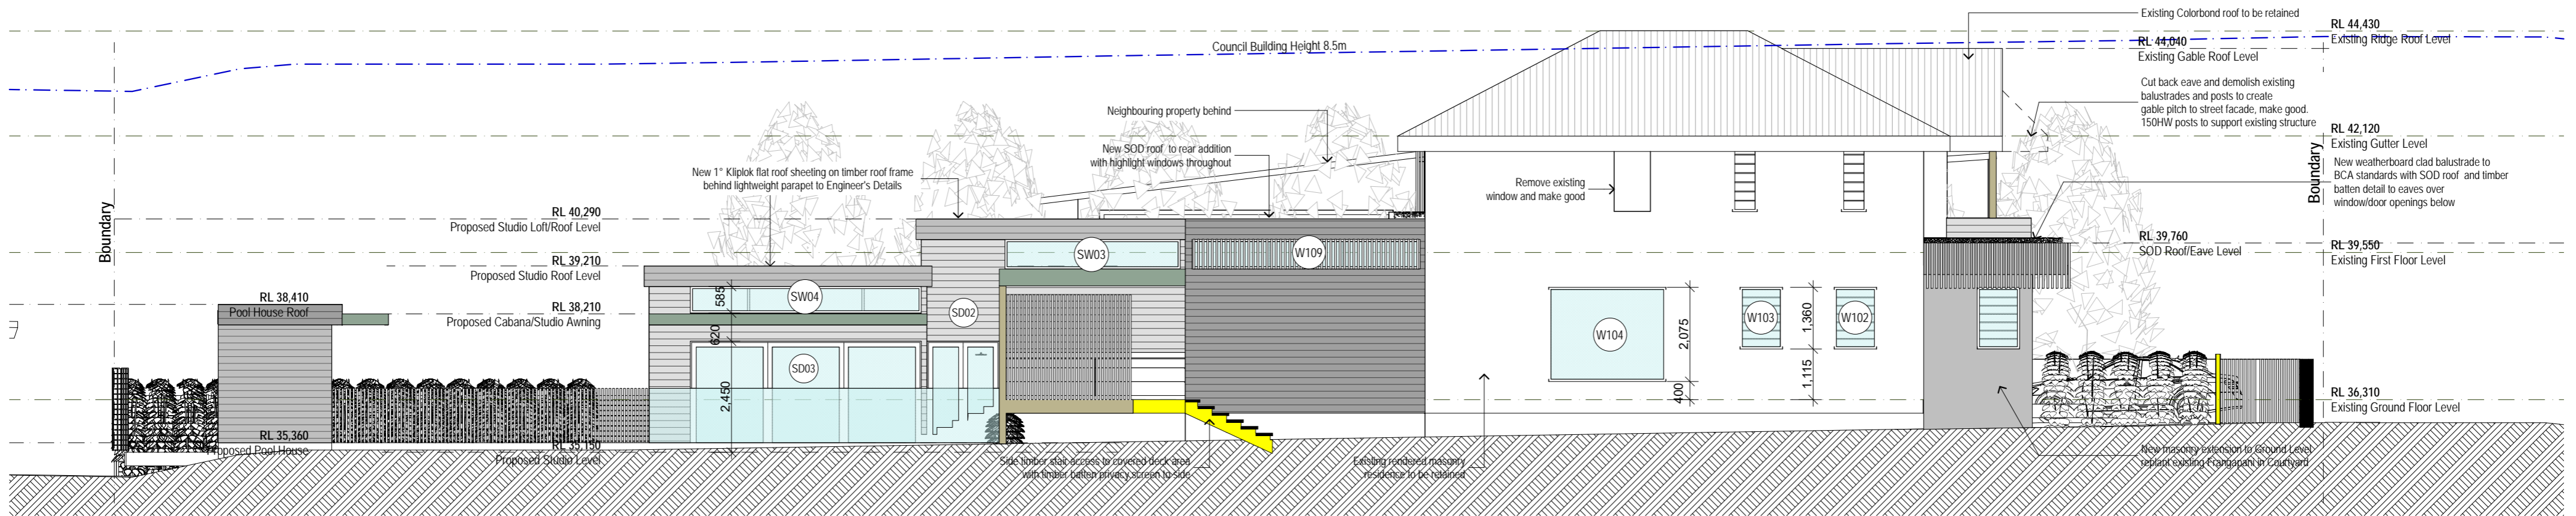 Existing Colorbond roof to be retained
RL 44,430
Existing Ridge Roof Level
Council Building Height 8.5m
RL 44,040
Existing Gable Roof Level
Cut back eave and demolish existing
balustrades and posts to create
gable pitch to street facade, make good.
150HW posts to support existing structure
Neighbouring property behind
RL 42,120
Existing Gutter Level
New SOD roof to rear addition
with highlight windows throughout
New weatherboard clad balustrade to
BCA standards with SOD roof and timber
batten detail to eaves over
window/door openings below
New 1° Kliplok flat roof sheeting on timber roof frame
behind lightweight parapet to Engineer's Details
Remove existing
window and make good
Boundary
Boundary
RL 40,290
Proposed Studio Loft/Roof Level
RL 39,760
SOD Roof/Eave Level
RL 39,550
Existing First Floor Level
RL 39,210
Proposed Studio Roof Level
SW03
W109
RL 38,410
Pool House Roof
RL 38,210
Proposed Cabana/Studio Awning
SW04
585
SD02
620
SD03
2,450
W104
2,075
400
W103
1,360
1,115
W102
RL 36,310
Existing Ground Floor Level
RL 35,360
Proposed Pool House
RL 35,150
Proposed Studio Level
Side timber stair access to covered deck area
with timber batten privacy screen to side
Existing rendered masonry
residence to be retained
New masonry extension to Ground Level
replant existing Frangapani in Courtyard